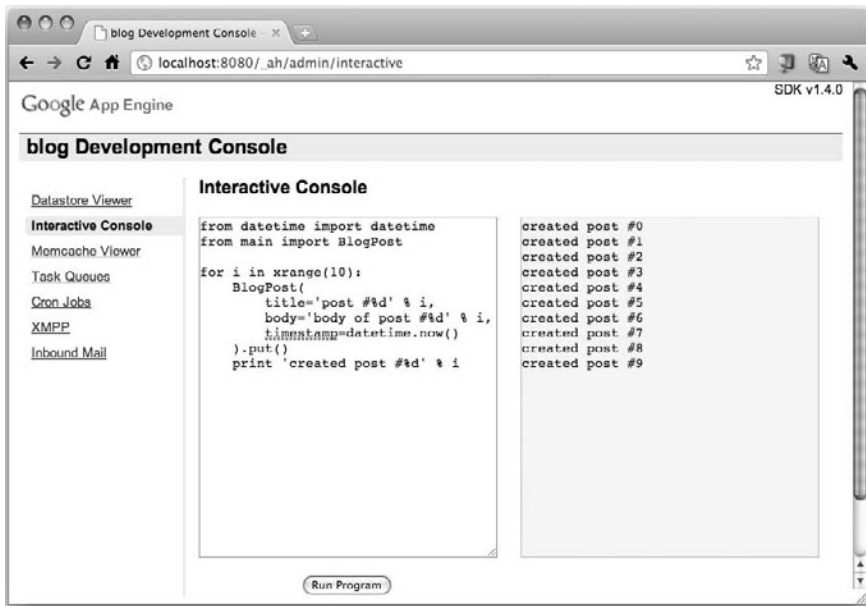 blog Development Console -
localhost:8080/_ah/admin/interactive
SDK v1.4.0
Google App Engine
blog Development Console
Datastore Viewer
Interactive Console
Memcache Viewer
Task Queues
Cron Jobs
XMPP
Inbound Mail
Interactive Console
from datetime import datetime
from main import BlogPost
for i in xrange(10):
BlogPost(
title='post #%d' % i,
body='body of post #%d' % i,
timestamp=datetime.now()
).put()
print 'created post #%d' % i
created post #0
created post #1
created post #2
created post #3
created post #4
created post #5
created post #6
created post #7
created post #8
created post #9
Run Program